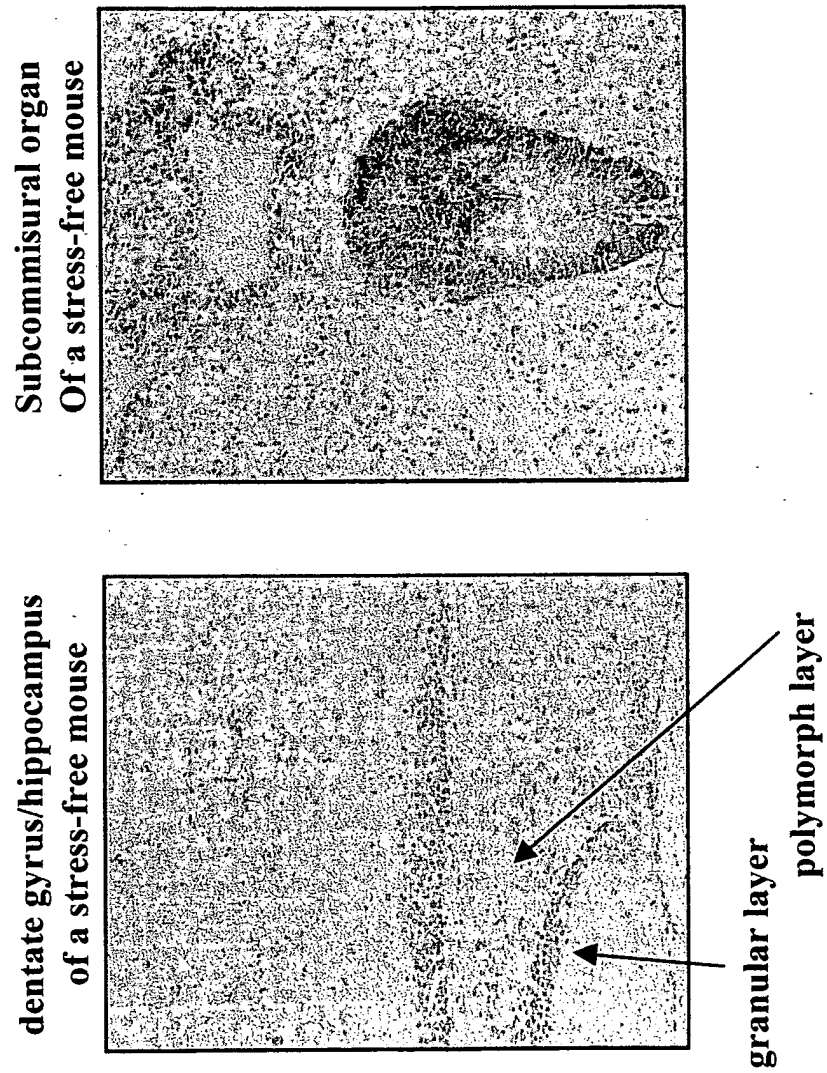 dentate gyrus/hippocampus
of a stress-free mouse
Subcommisural organ
Of a stress-free mouse
granular layer
polymorph layer